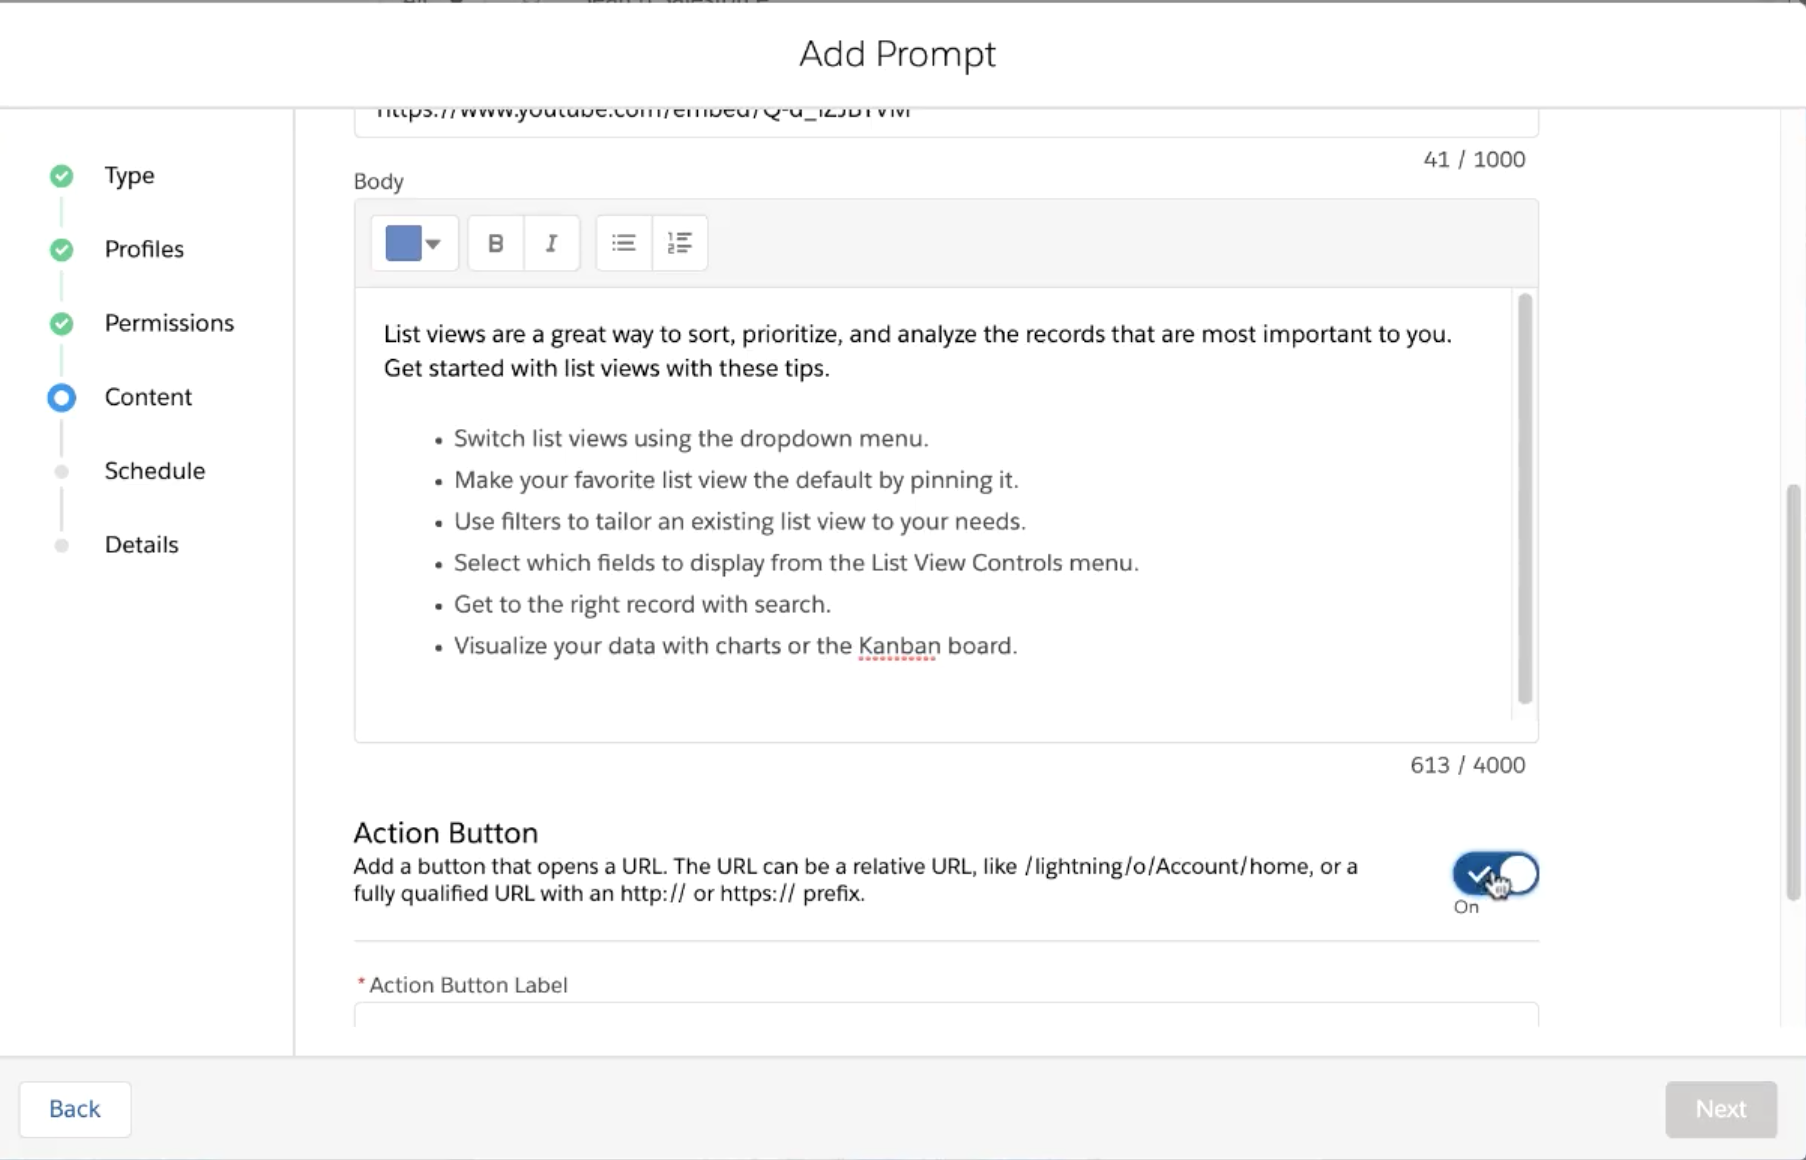 Add Prompt
41 / 1000
Type
Profiles
Permissions
Content
Schedule
Details
Body
B
I
List views are a great way to sort, prioritize, and analyze the records that are most important to you.
Get started with list views with these tips.
• Switch list views using the dropdown menu.
• Make your favorite list view the default by pinning it.
• Use filters to tailor an existing list view to your needs.
• Select which fields to display from the List View Controls menu.
• Get to the right record with search.
• Visualize your data with charts or the Kanban board.
613 / 4000
Action Button
Add a button that opens a URL. The URL can be a relative URL, like /lightning/o/Account/home, or a
fully qualified URL with an http:// or https:// prefix.
On
* Action Button Label
Back
Next